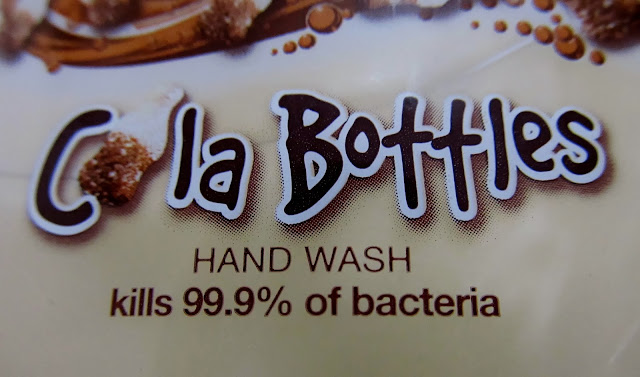 Cola Bottles
HAND WASH
kills 99.9% of bacteria